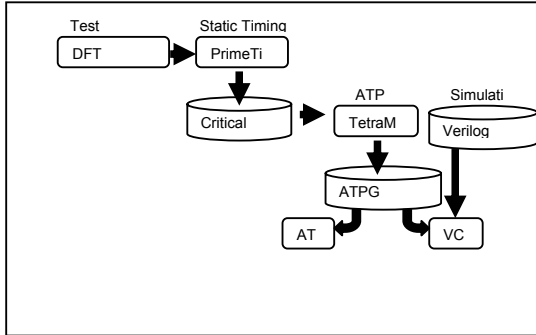 Test
Static Timing
DFT
PrimeTi
Critical
ATP
Simulati
TetraM
Verilog
ATPG
AT
VC